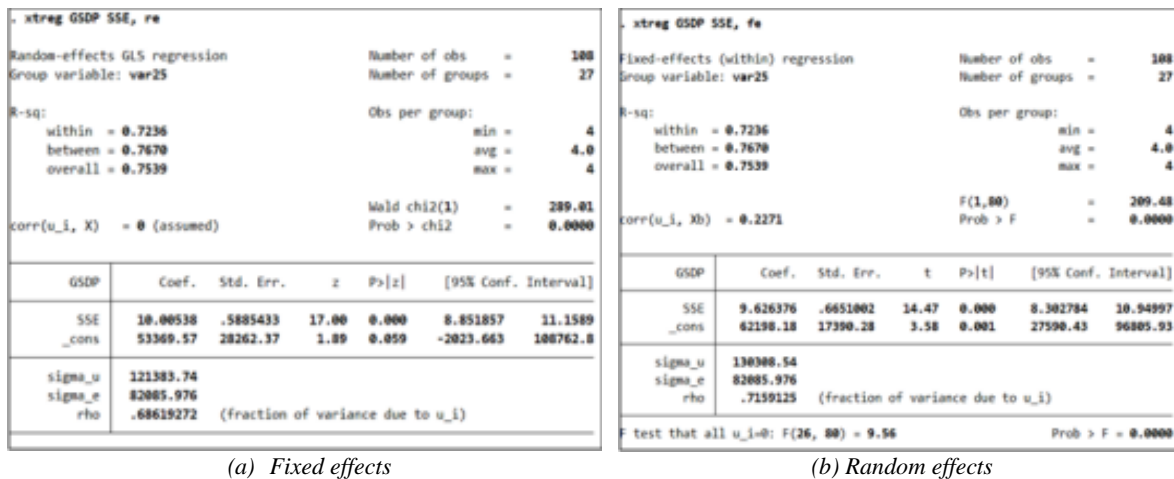 . xtreg GSDP SSE, re
Random-effects GLS regression Number of obs = 108
Group variable: var25 Number of groups = 27
R-sq: Obs per group:
within = 0.7236 min = 4
between = 0.7670 avg = 4.0
overall = 0.7539 max = 4
Wald chi2(1) = 289.01
corr(u_i, X) = 0 (assumed) Prob > chi2 = 0.0000
GSDP Coef. Std. Err. z P>|z| [95% Conf. Interval]
SSE 10.00538 .5885433 17.00 0.000 8.851857 11.1589
_cons 53369.57 28262.37 1.89 0.059 -2023.663 108762.8
sigma_u 121383.74
sigma_e 82085.976
rho .68619272 (fraction of variance due to u_i)
(a) Fixed effects
. xtreg GSDP SSE, fe
Fixed-effects (within) regression Number of obs = 108
Group variable: var25 Number of groups = 27
R-sq: Obs per group:
within = 0.7236 min = 4
between = 0.7670 avg = 4.0
overall = 0.7539 max = 4
F(1,80) = 209.48
corr(u_i, Xb) = 0.2271 Prob > F = 0.0000
GSDP Coef. Std. Err. t P>|t| [95% Conf. Interval]
SSE 9.626376 .6651002 14.47 0.000 8.302784 10.94997
_cons 62198.18 17390.28 3.58 0.001 27590.43 96805.93
sigma_u 130308.54
sigma_e 82085.976
rho .7159125 (fraction of variance due to u_i)
F test that all u_i=0: F(26, 80) = 9.56 Prob > F = 0.0000
(b) Random effects